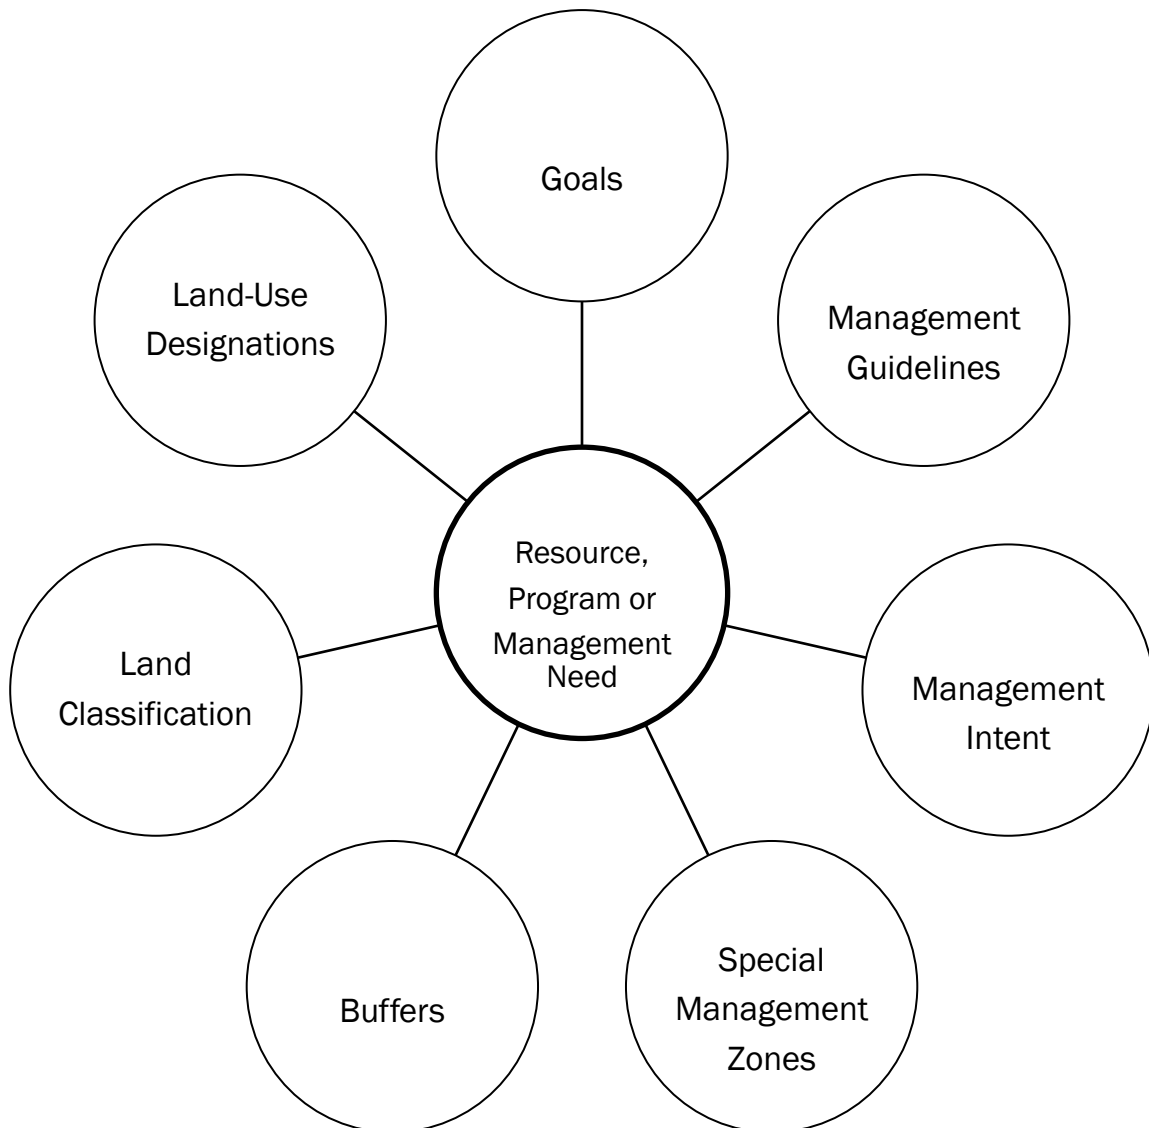 Goals
Land-Use
Designations
Management
Guidelines
Resource,
Program or
Management
Need
Land
Classification
Management
Intent
Buffers
Special
Management
Zones